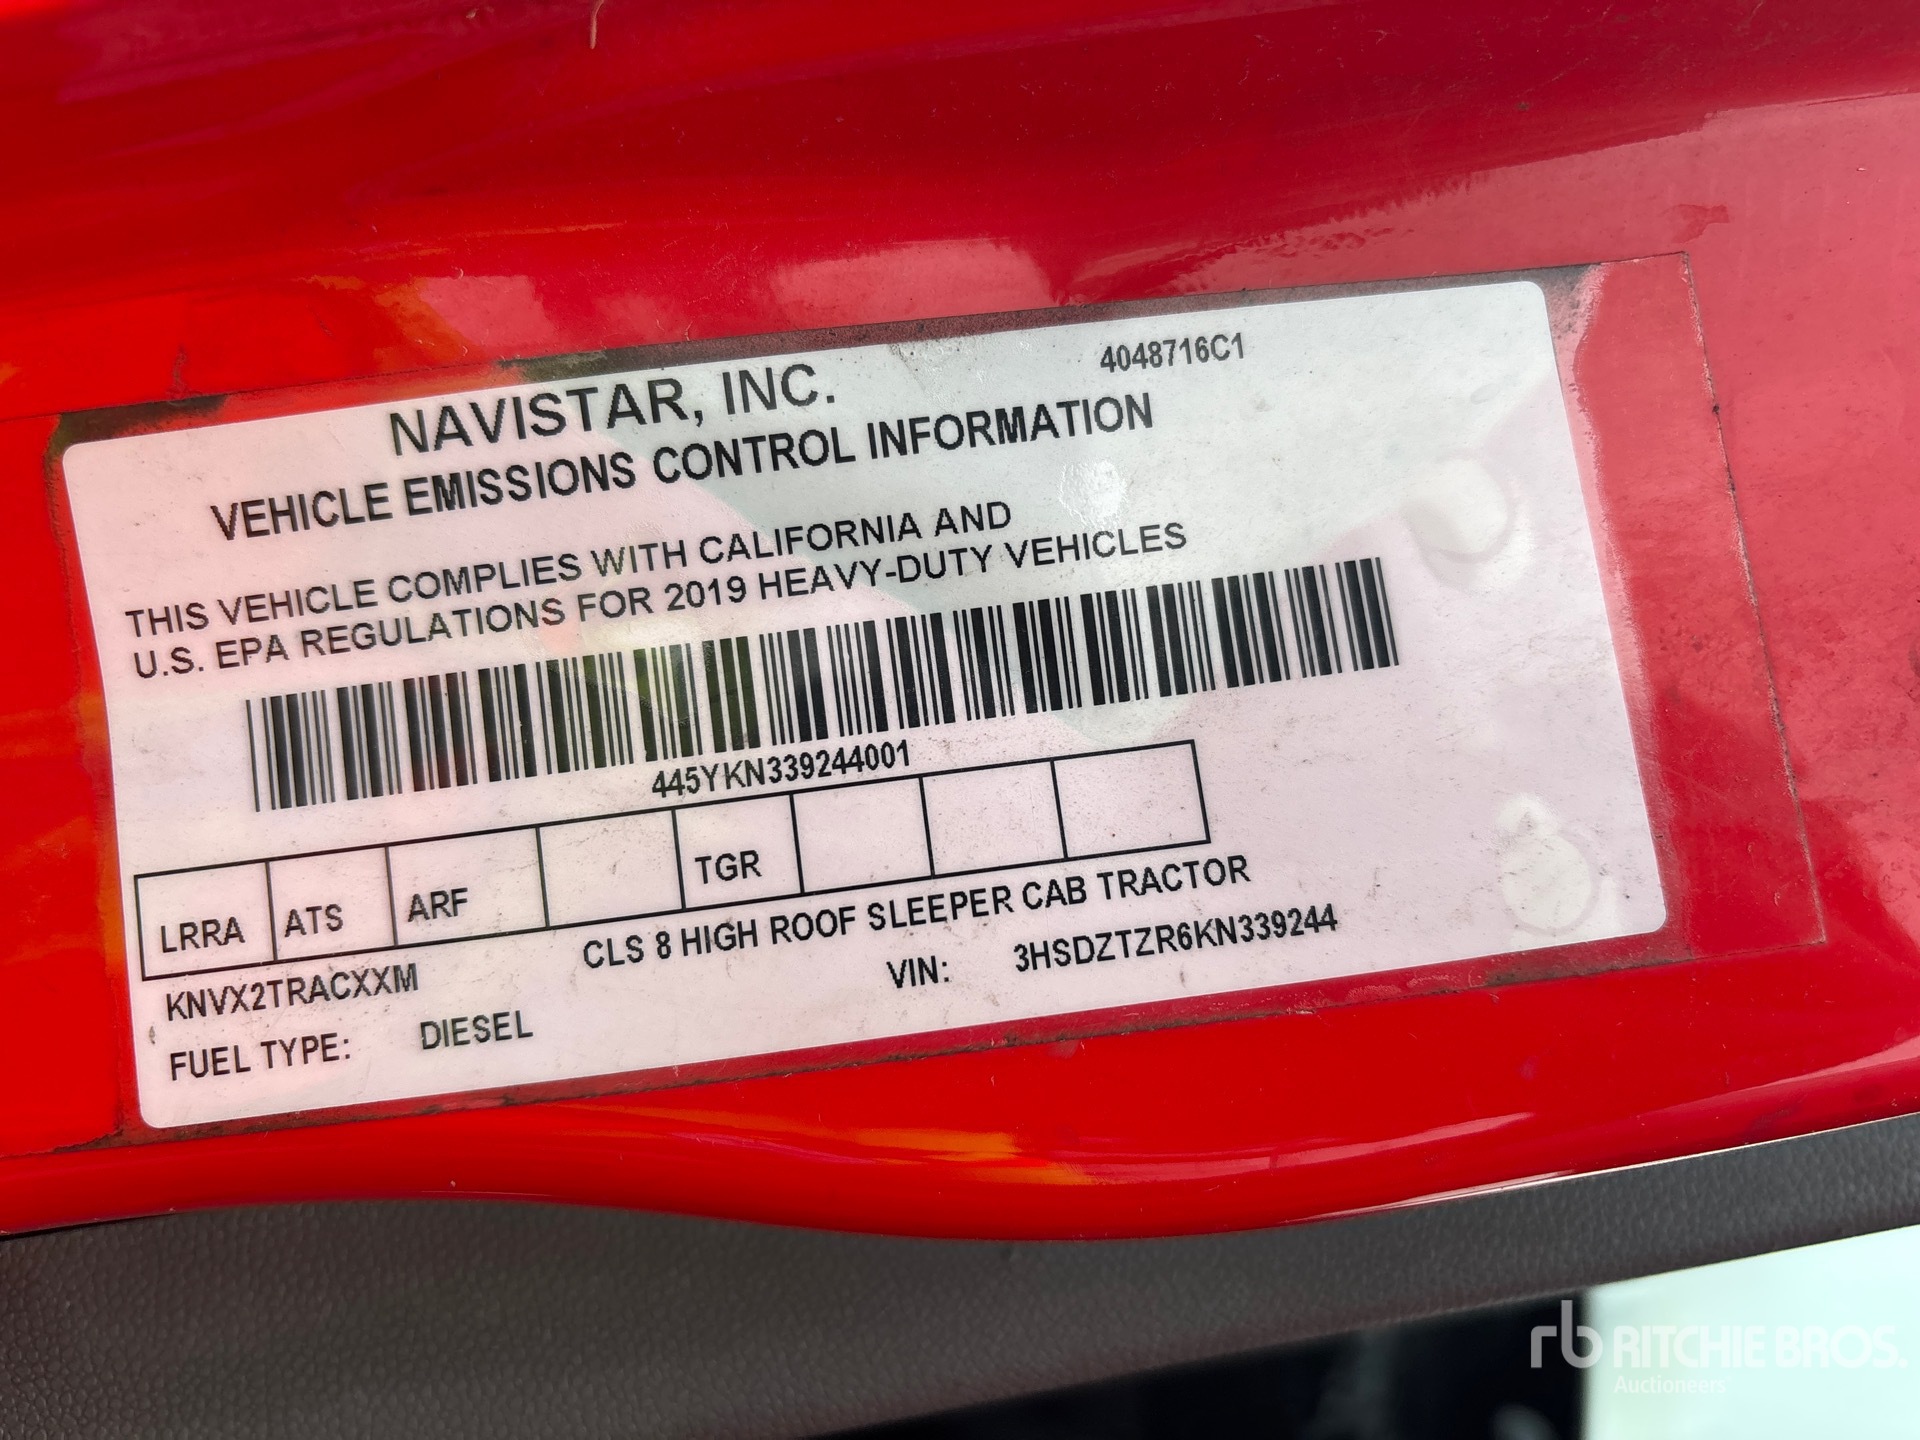 4048716C1
NAVISTAR, INC.
VEHICLE EMISSIONS CONTROL INFORMATION
THIS VEHICLE COMPLIES WITH CALIFORNIA AND
U.S. EPA REGULATIONS FOR 2019 HEAVY-DUTY VEHICLES
445YKN339244001
LRRA ATS ARF TGR
KNVX2TRACXXM CLS 8 HIGH ROOF SLEEPER CAB TRACTOR
FUEL TYPE: DIESEL VIN: 3HSDZTZR6KN339244
rb RITCHIE BROS.
Auctioneers